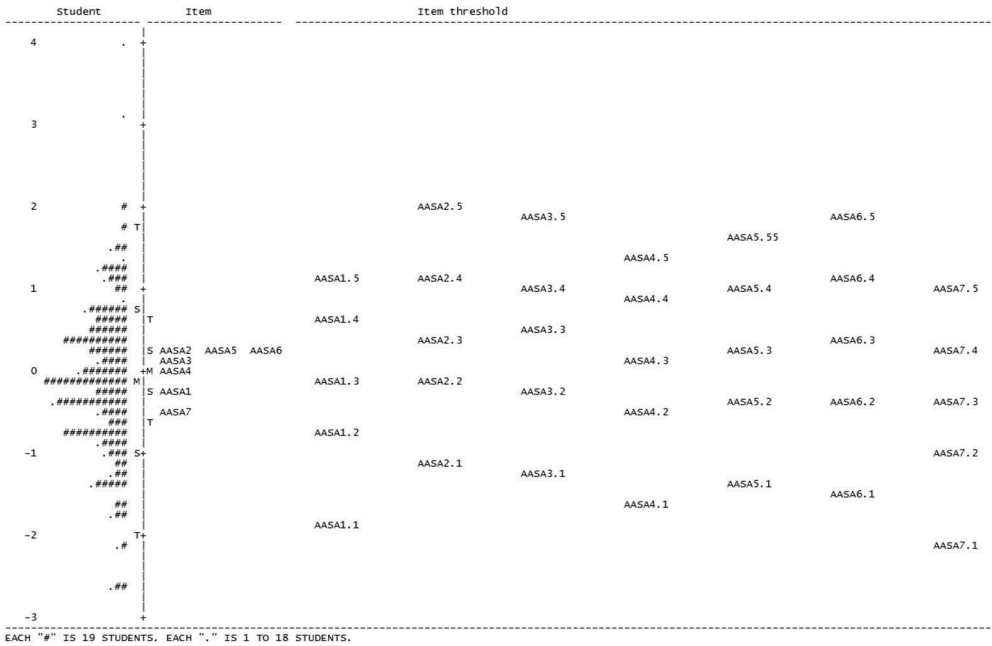 Student Item Item threshold
4 . +
.
3 +
2 # + AASA2.5
AASA3.5 AASA6.5
# T|
AASA5.55
.## |
. | AASA4.5
.#### |
.### | AASA1.5 AASA2.4 AASA6.4
1 ## + AASA3.4 AASA5.4 AASA7.5
. | AASA4.4
.###### S|
##### |T AASA1.4
###### | AASA3.3
########## | AASA2.3 AASA6.3
###### |S AASA2 AASA5 AASA6 AASA5.3 AASA7.4
.#### | AASA3 AASA4.3
0 .####### +M AASA4
############# M| AASA1.3 AASA2.2
##### |S AASA1 AASA3.2
.########### | AASA5.2 AASA6.2 AASA7.3
.#### | AASA7 AASA4.2
### |T
########## | AASA1.2
.#### |
-1 .### S+ AASA7.2
## | AASA2.1
.## | AASA3.1
.##### | AASA5.1
AASA6.1
## | AASA4.1
.## |
AASA1.1
-2 T+
.# | AASA7.1
.## |
-3 +
EACH "#" IS 19 STUDENTS. EACH "." IS 1 TO 18 STUDENTS.